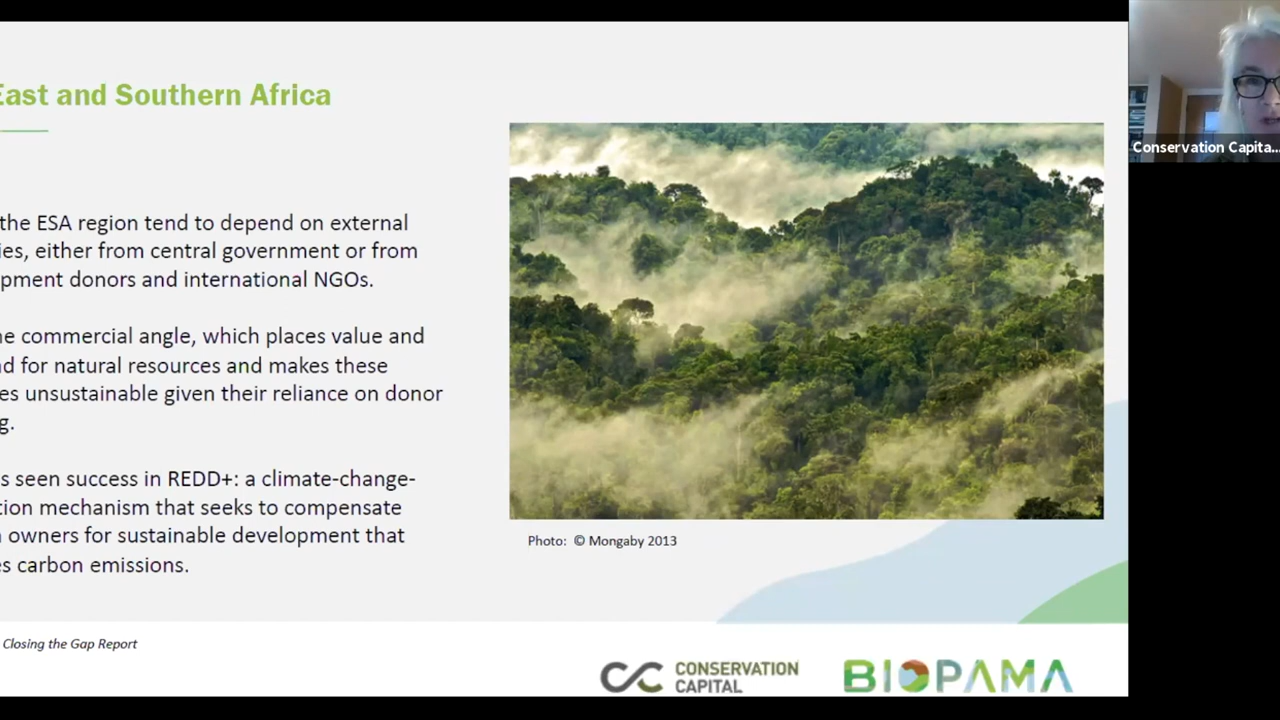 East and Southern Africa
the ESA region tend to depend on external
ies, either from central government or from
pment donors and international NGOs.
ne commercial angle, which places value and
d for natural resources and makes these
es unsustainable given their reliance on donor
g.
s seen success in REDD+: a climate-change-
tion mechanism that seeks to compensate
n owners for sustainable development that
es carbon emissions.
Photo: © Mongaby 2013
Closing the Gap Report
CONSERVATION
CAPITAL
BIOPAMA
Conservation Capita...